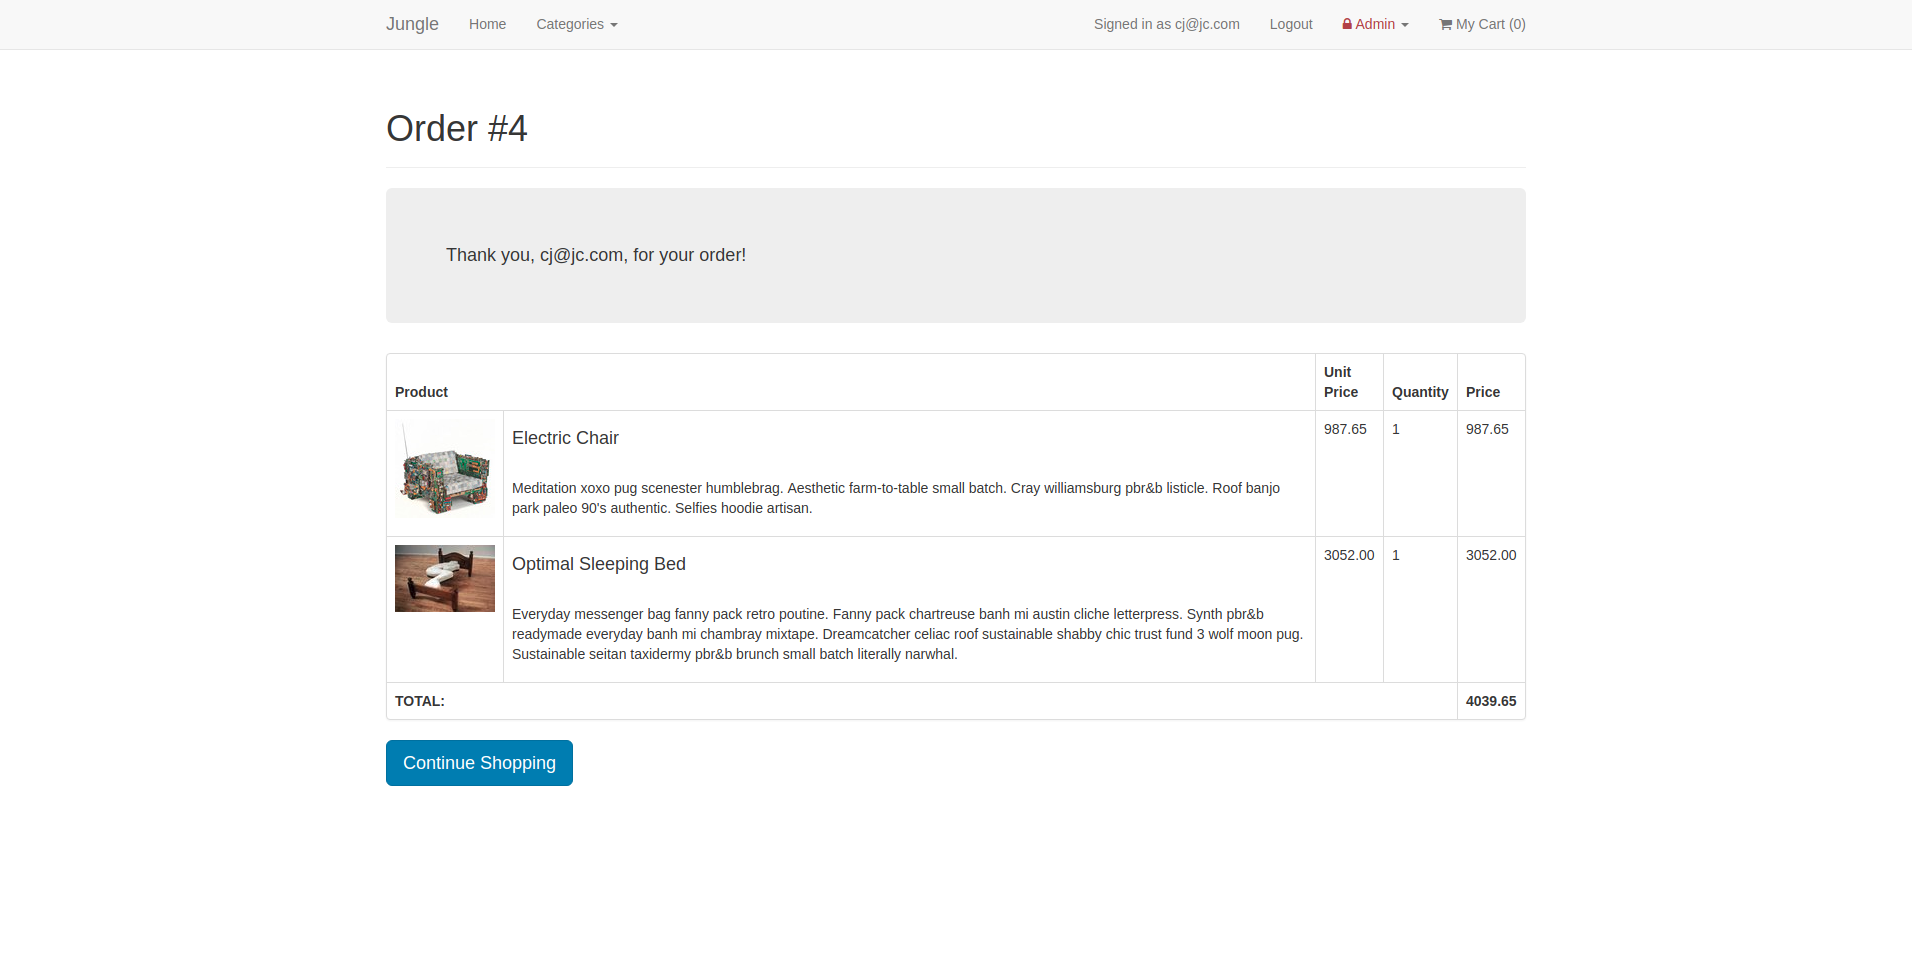 Jungle Home Categories Signed in as cj@jc.com Logout Admin My Cart (0)
Order #4
Thank you, cj@jc.com, for your order!
Product Unit Price Quantity Price
Electric Chair 987.65 1 987.65
Meditation xoxo pug scenester humblebrag. Aesthetic farm-to-table small batch. Cray williamsburg pbr&b listicle. Roof banjo
park paleo 90's authentic. Selfies hoodie artisan.
Optimal Sleeping Bed 3052.00 1 3052.00
Everyday messenger bag fanny pack retro poutine. Fanny pack chartreuse banh mi austin cliche letterpress. Synth pbr&b
readymade everyday banh mi chambray mixtape. Dreamcatcher celiac roof sustainable shabby chic trust fund 3 wolf moon pug.
Sustainable seitan taxidermy pbr&b brunch small batch literally narwhal.
TOTAL: 4039.65
Continue Shopping